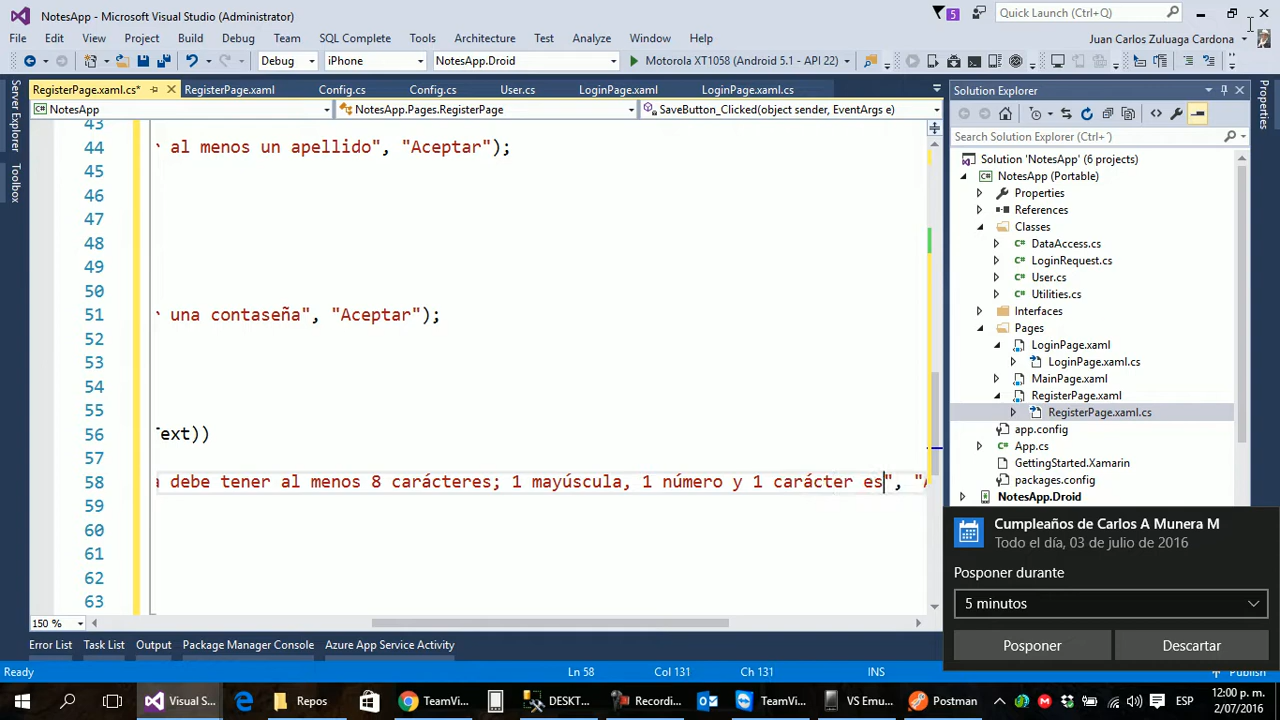 NotesApp - Microsoft Visual Studio (Administrator)
5
Quick Launch (Ctrl+Q)
File Edit View Project Build Debug Team SQL Complete Tools Architecture Test Analyze Window Help
Juan Carlos Zuluaga Cardona
Debug iPhone NotesApp.Droid Motorola XT1058 (Android 5.1 - API 22)
Server Explorer
Toolbox
RegisterPage.xaml.cs* RegisterPage.xaml Config.cs Config.cs User.cs LoginPage.xaml LoginPage.xaml.cs
NotesApp NotesApp.Pages.RegisterPage SaveButton_Clicked(object sender, EventArgs e)
43
44 al menos un apellido", "Aceptar");
45
46
47
48
49
50
51 una contaseña", "Aceptar");
52
53
54
55
56 ext))
57
58 a debe tener al menos 8 carácteres; 1 mayúscula, 1 número y 1 carácter es", "A
59
60
61
62
63
150 %
Error List Task List Output Package Manager Console Azure App Service Activity
Ready Ln 58 Col 131 Ch 131 INS Publish
Solution Explorer
Search Solution Explorer (Ctrl+´)
Solution 'NotesApp' (6 projects)
NotesApp (Portable)
Properties
References
Classes
DataAccess.cs
LoginRequest.cs
User.cs
Utilities.cs
Interfaces
Pages
LoginPage.xaml
LoginPage.xaml.cs
MainPage.xaml
RegisterPage.xaml
RegisterPage.xaml.cs
app.config
App.cs
GettingStarted.Xamarin
packages.config
NotesApp.Droid
Properties
Cumpleaños de Carlos A Munera M
Todo el día, 03 de julio de 2016
Posponer durante
5 minutos
Posponer Descartar
Visual S... Repos TeamV... DESKT... Recordi... TeamVi... VS Emu... Postman ESP
12:00 p. m.
2/07/2016